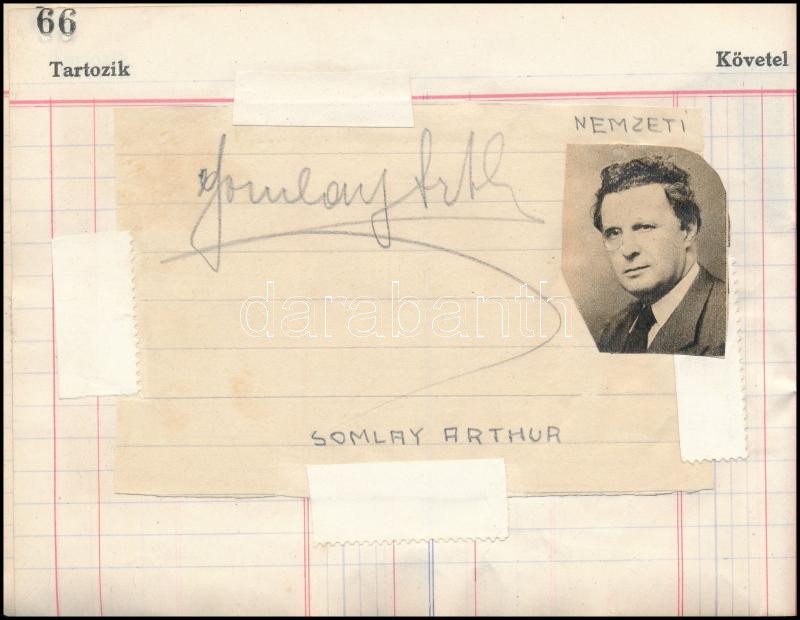 66
Tartozik Követel
NEMZETI
Somlay Arth
darabanth
SOMLAY ARTHUR